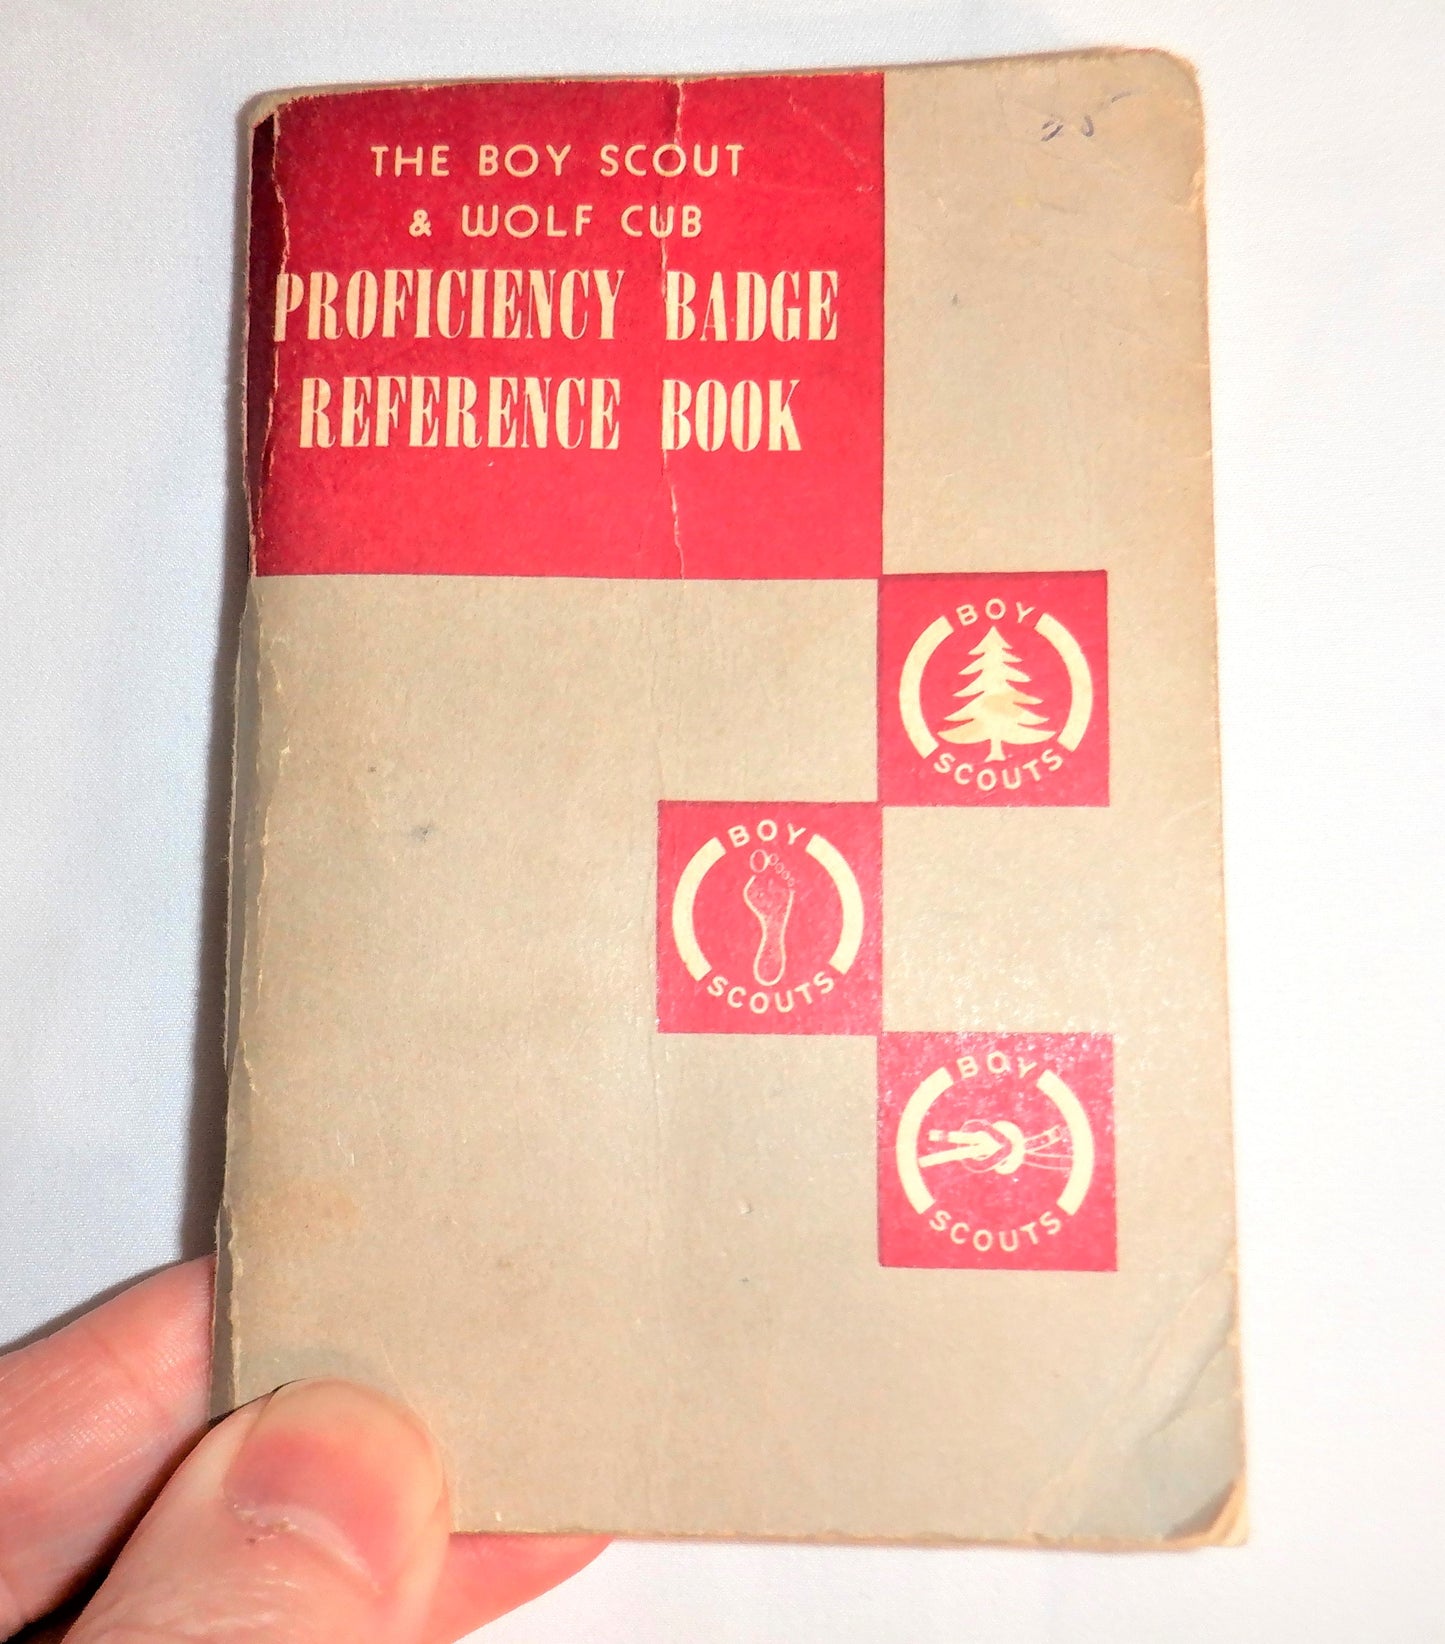 THE BOY SCOUT
& WOLF CUB
PROFICIENCY BADGE
REFERENCE BOOK
BOY
SCOUTS
BOY
SCOUTS
BOY
SCOUTS